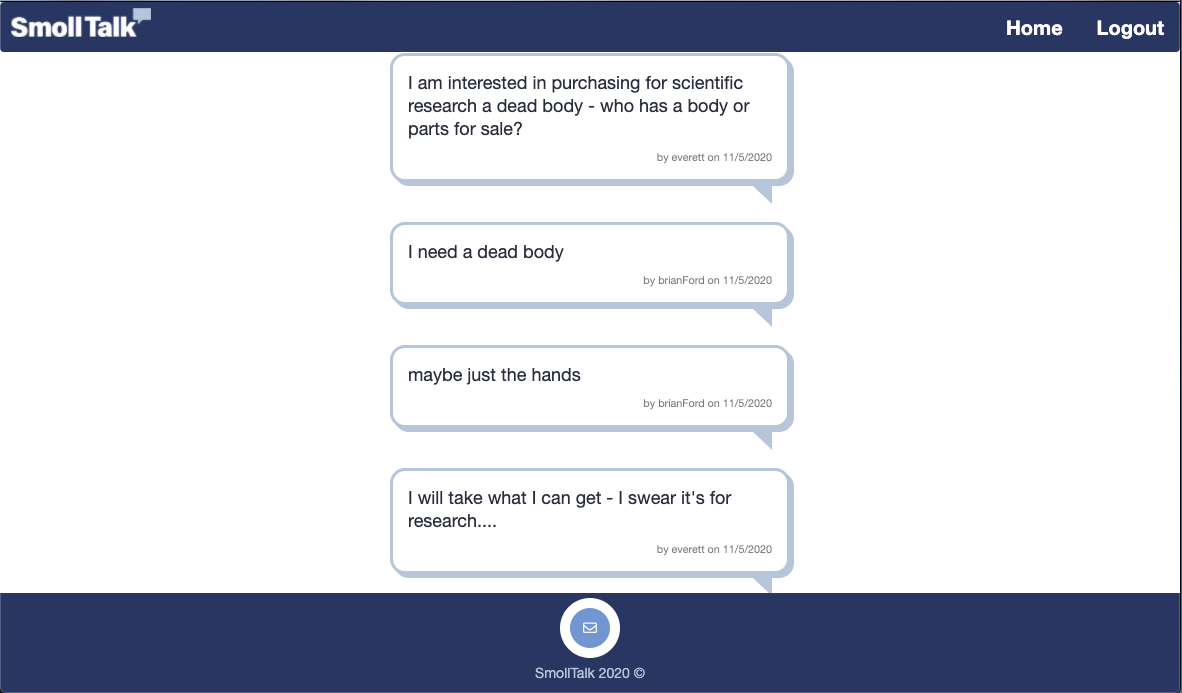 Smoll Talk
Home Logout
I am interested in purchasing for scientific
research a dead body - who has a body or
parts for sale?
by everett on 11/5/2020
I need a dead body
by brianFord on 11/5/2020
maybe just the hands
by brianFord on 11/5/2020
I will take what I can get - I swear it's for
research....
by everett on 11/5/2020
SmollTalk 2020 ©